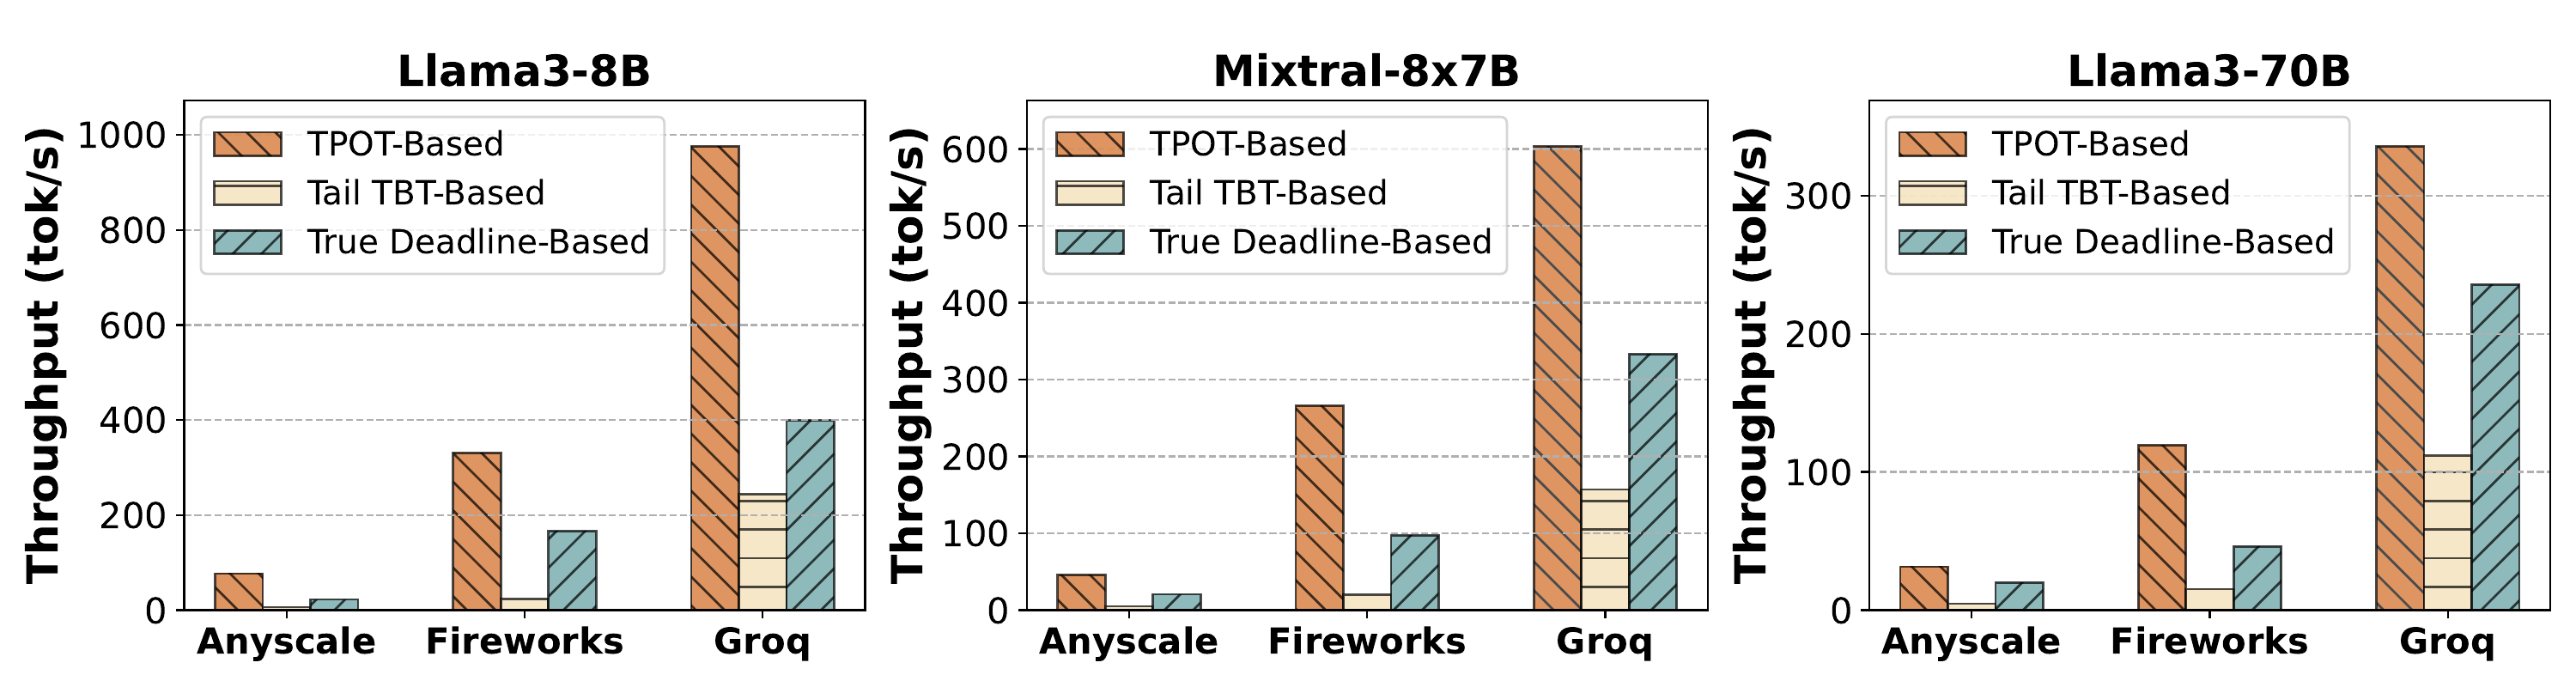 Llama3-8B
Throughput (tok/s)
1000
800
600
400
200
0
TPOT-Based
Tail TBT-Based
True Deadline-Based
Anyscale Fireworks Groq
Mixtral-8x7B
Throughput (tok/s)
600
500
400
300
200
100
0
TPOT-Based
Tail TBT-Based
True Deadline-Based
Anyscale Fireworks Groq
Llama3-70B
Throughput (tok/s)
300
200
100
0
TPOT-Based
Tail TBT-Based
True Deadline-Based
Anyscale Fireworks Groq